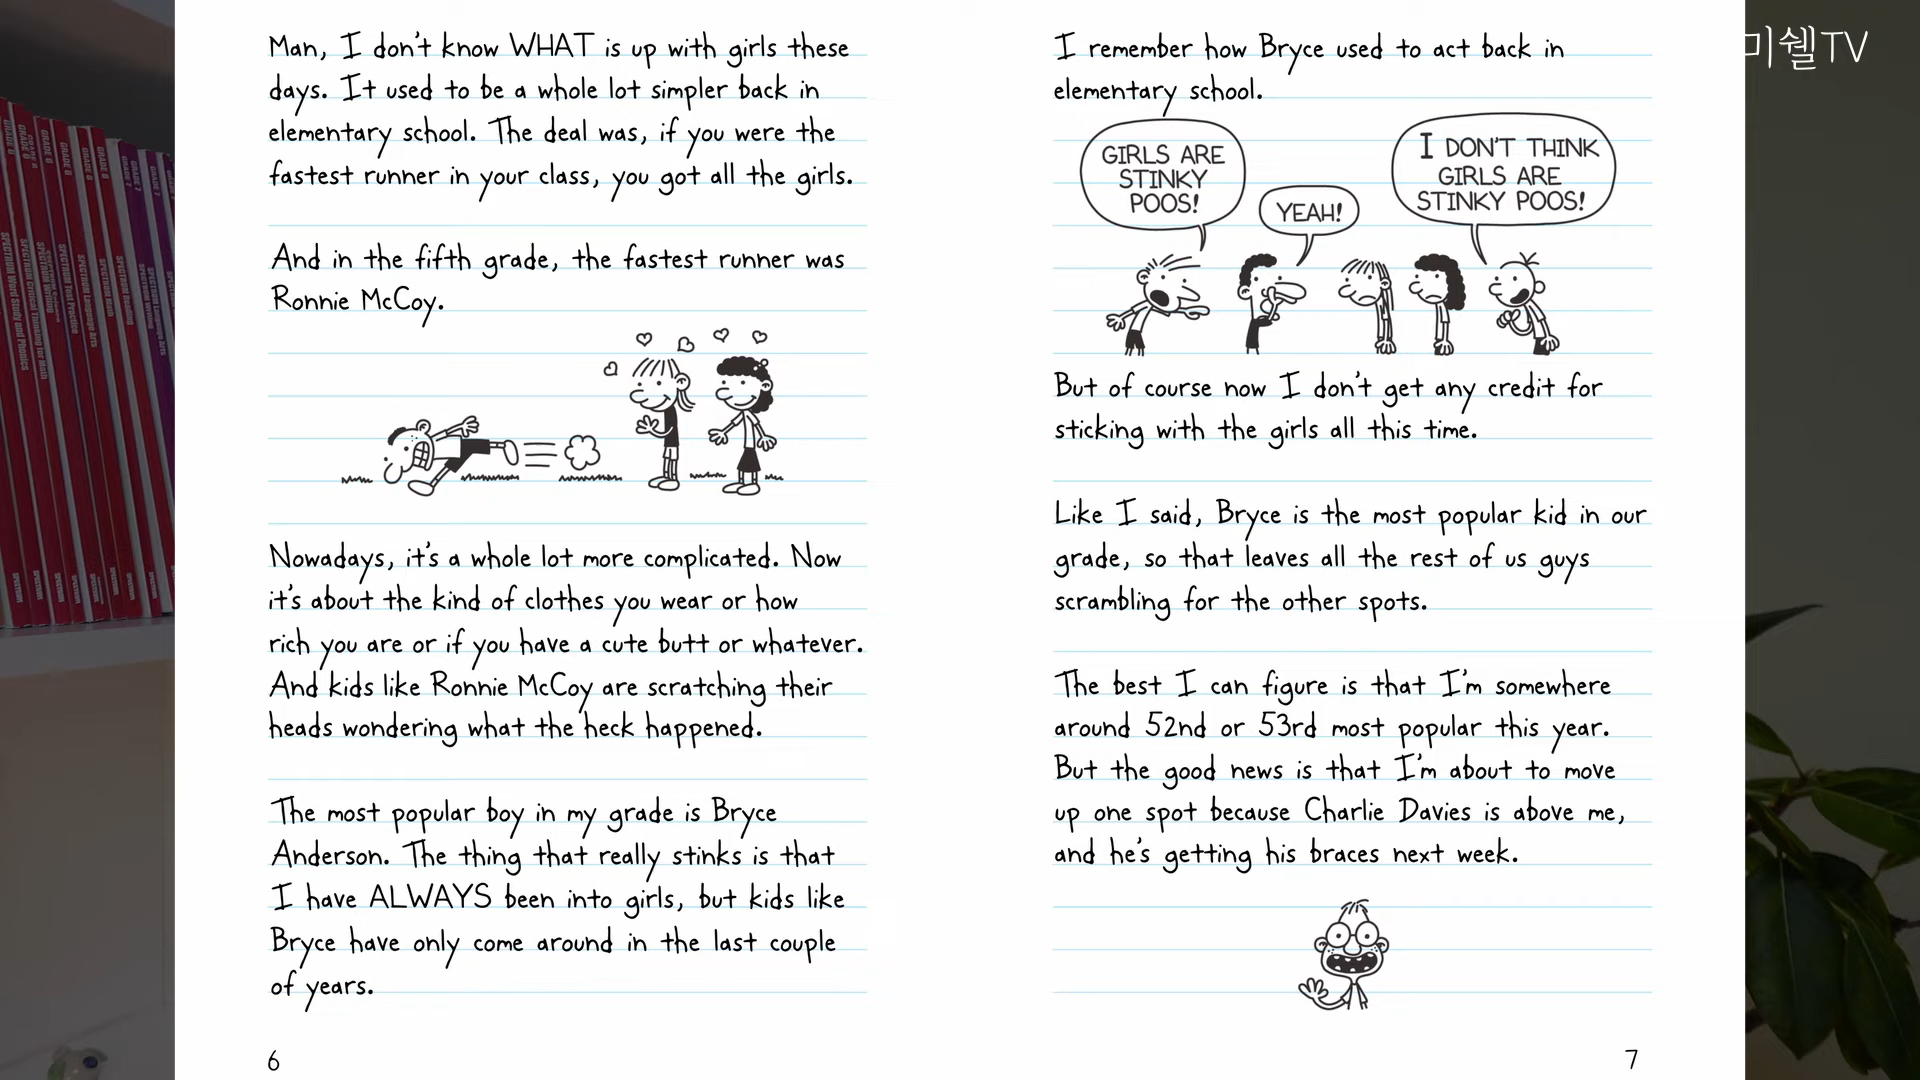 Man, I don't know WHAT is up with girls these
days. It used to be a whole lot simpler back in
elementary school. The deal was, if you were the
fastest runner in your class, you got all the girls.
And in the fifth grade, the fastest runner was
Ronnie McCoy.
Nowadays, it's a whole lot more complicated. Now
it's about the kind of clothes you wear or how
rich you are or if you have a cute butt or whatever.
And kids like Ronnie McCoy are scratching their
heads wondering what the heck happened.
The most popular boy in my grade is Bryce
Anderson. The thing that really stinks is that
I have ALWAYS been into girls, but kids like
Bryce have only come around in the last couple
of years.
6
I remember how Bryce used to act back in
elementary school.
GIRLS ARE
STINKY
POOS!
YEAH!
I DON'T THINK
GIRLS ARE
STINKY POOS!
But of course now I don't get any credit for
sticking with the girls all this time.
Like I said, Bryce is the most popular kid in our
grade, so that leaves all the rest of us guys
scrambling for the other spots.
The best I can figure is that I'm somewhere
around 52nd or 53rd most popular this year.
But the good news is that I'm about to move
up one spot because Charlie Davies is above me,
and he's getting his braces next week.
7
미쉘TV